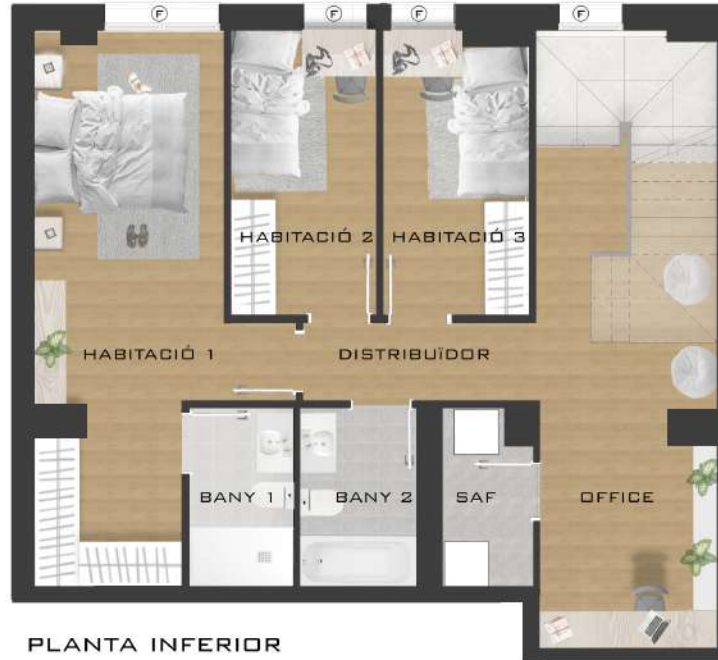 F F F F
HABITACIÓ 2 HABITACIÓ 3
HABITACIÓ 1 DISTRIBUÏDOR
BANY 1 BANY 2 SAF OFFICE
PLANTA INFERIOR